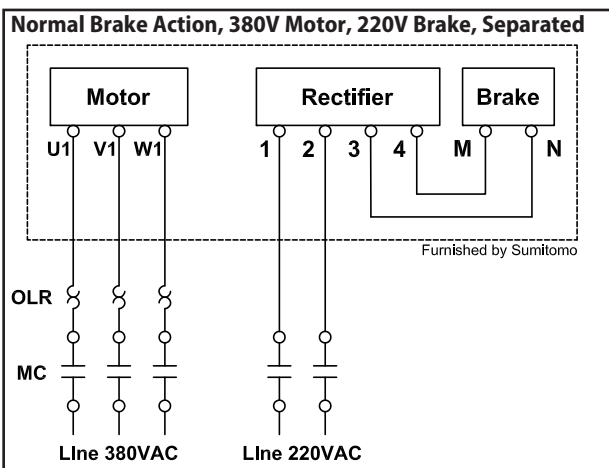 Normal Brake Action, 380V Motor, 220V Brake, Separated
Motor Rectifier Brake
U1 V1 W1 1 2 3 4 M N
Furnished by Sumitomo
OLR
MC
Line 380VAC Line 220VAC